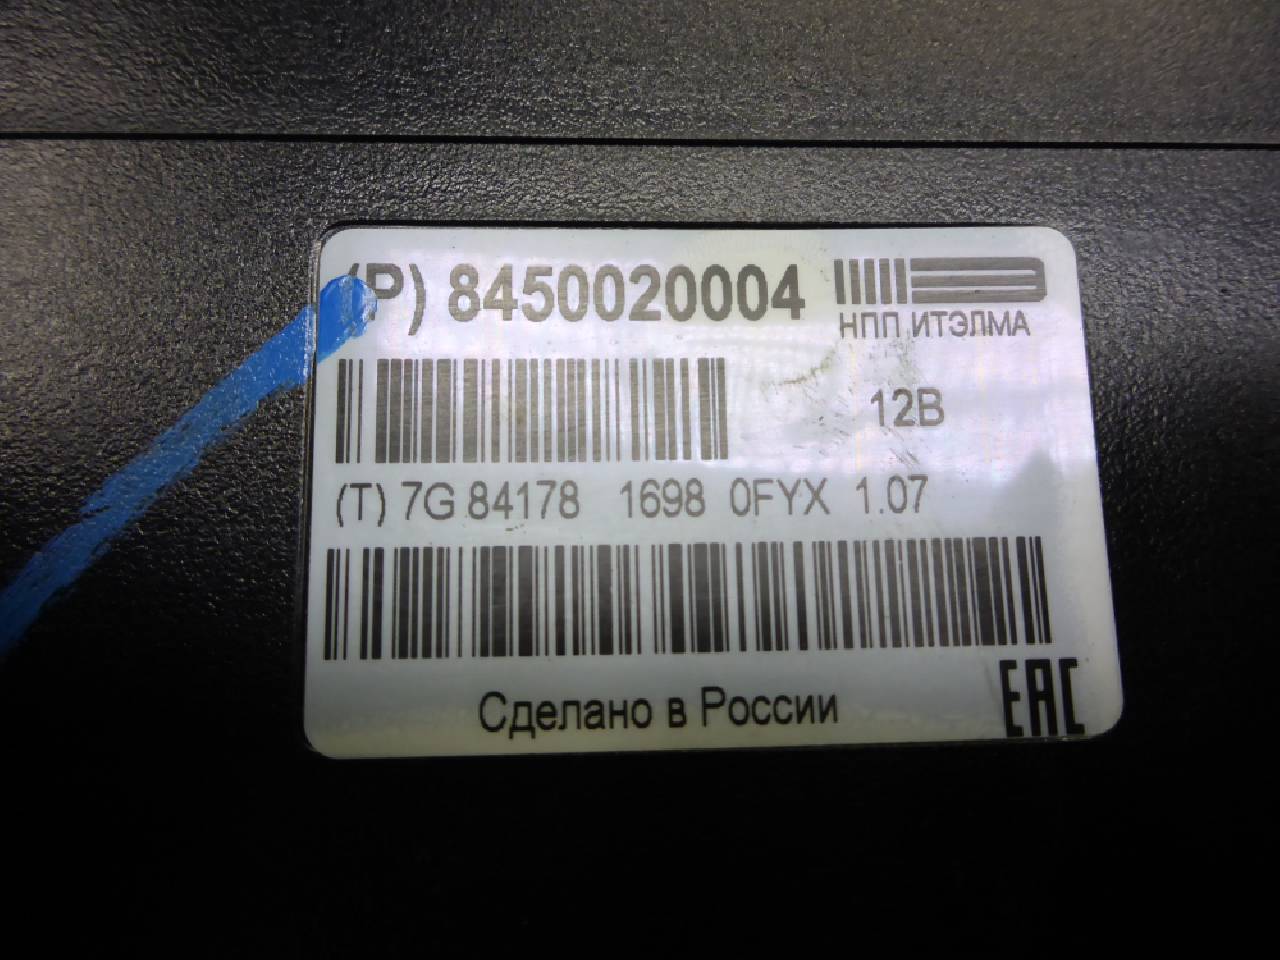 (P) 8450020004
НПП ИТЭЛМА
12В
(T) 7G 84178 1698 0FYX 1.07
Сделано в России
EAC